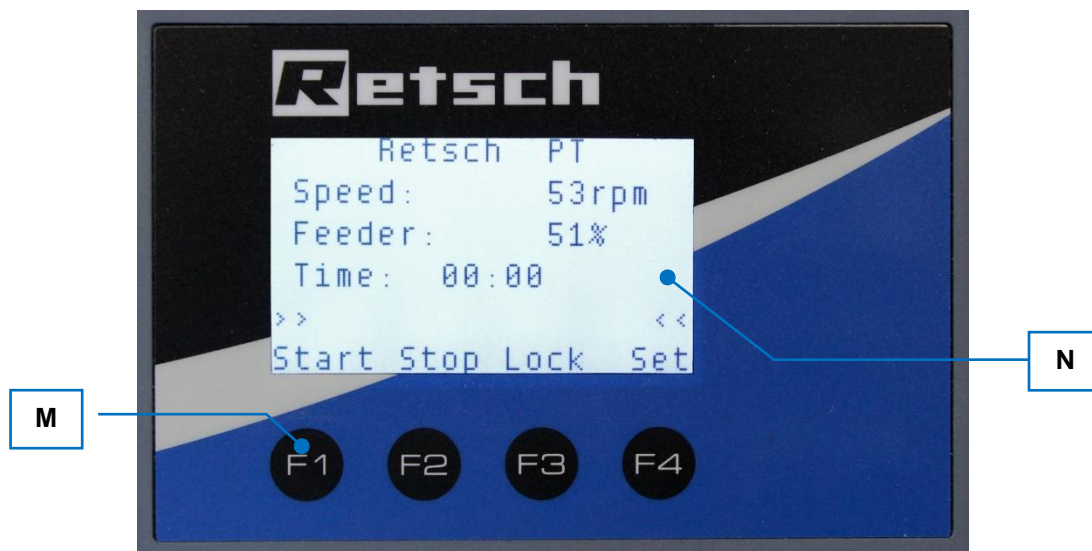 Retsch
Retsch PT
Speed: 53rpm
Feeder: 51%
Time: 00:00
>> <<
Start Stop Lock Set
N
M
F1 F2 F3 F4